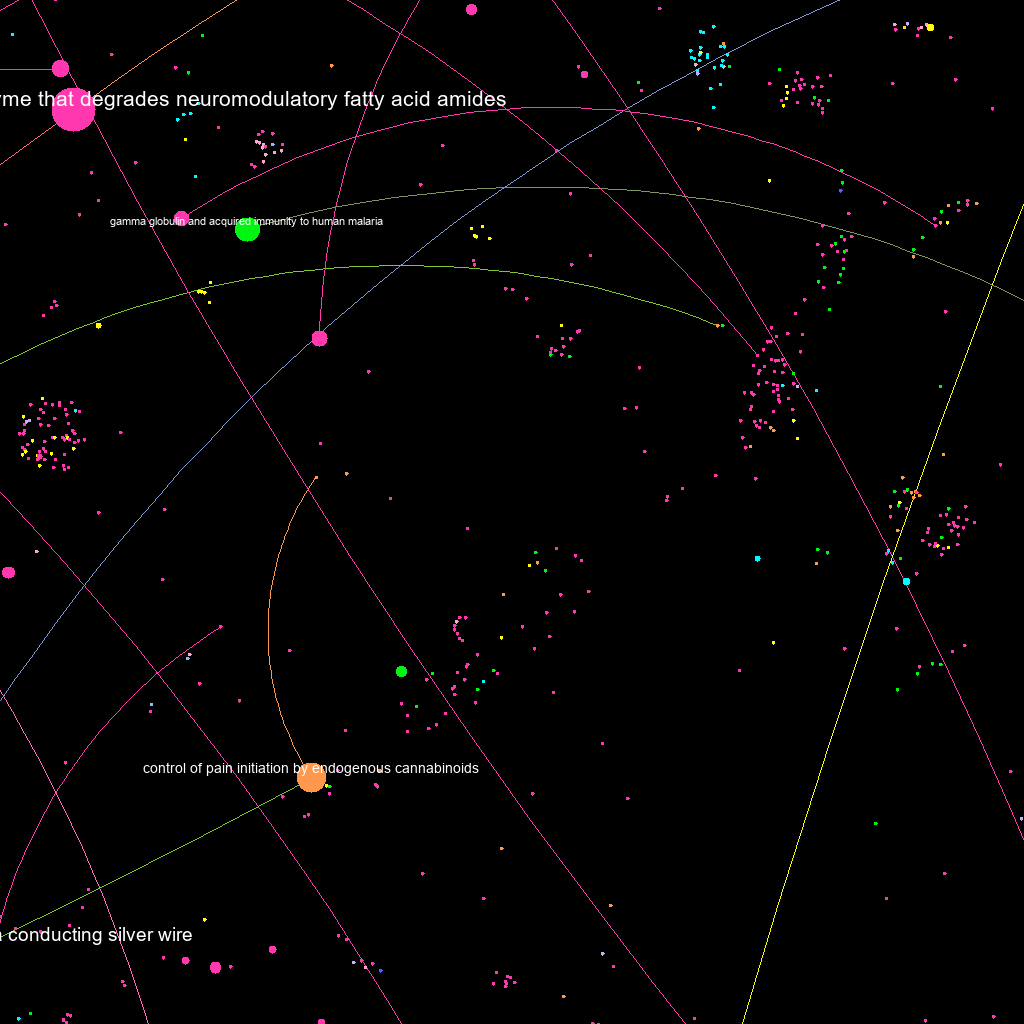 that degrades neuromodulatory fatty acid amides
gamma globulin and acquired immunity to human malaria
control of pain initiation by endogenous cannabinoids
conducting silver wire